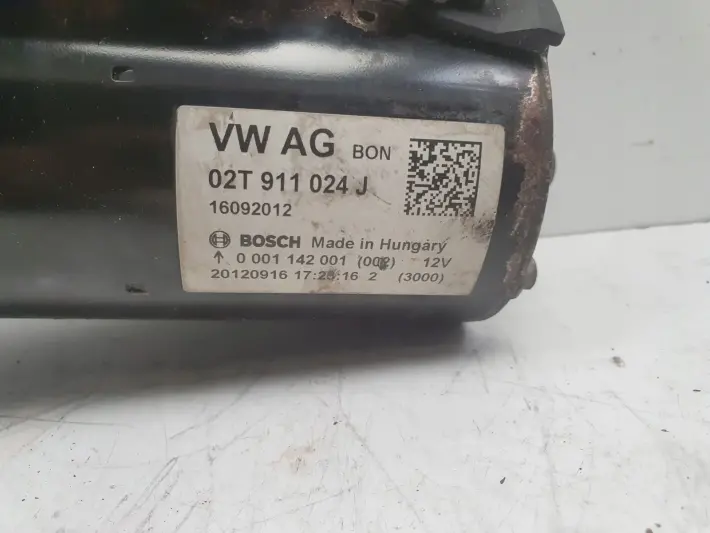 VW AG BON
02T 911 024 J
16092012
BOSCH Made in Hungary
↑ 0 001 142 001 (002) 12V
20120916 17:25:16 2 (3000)